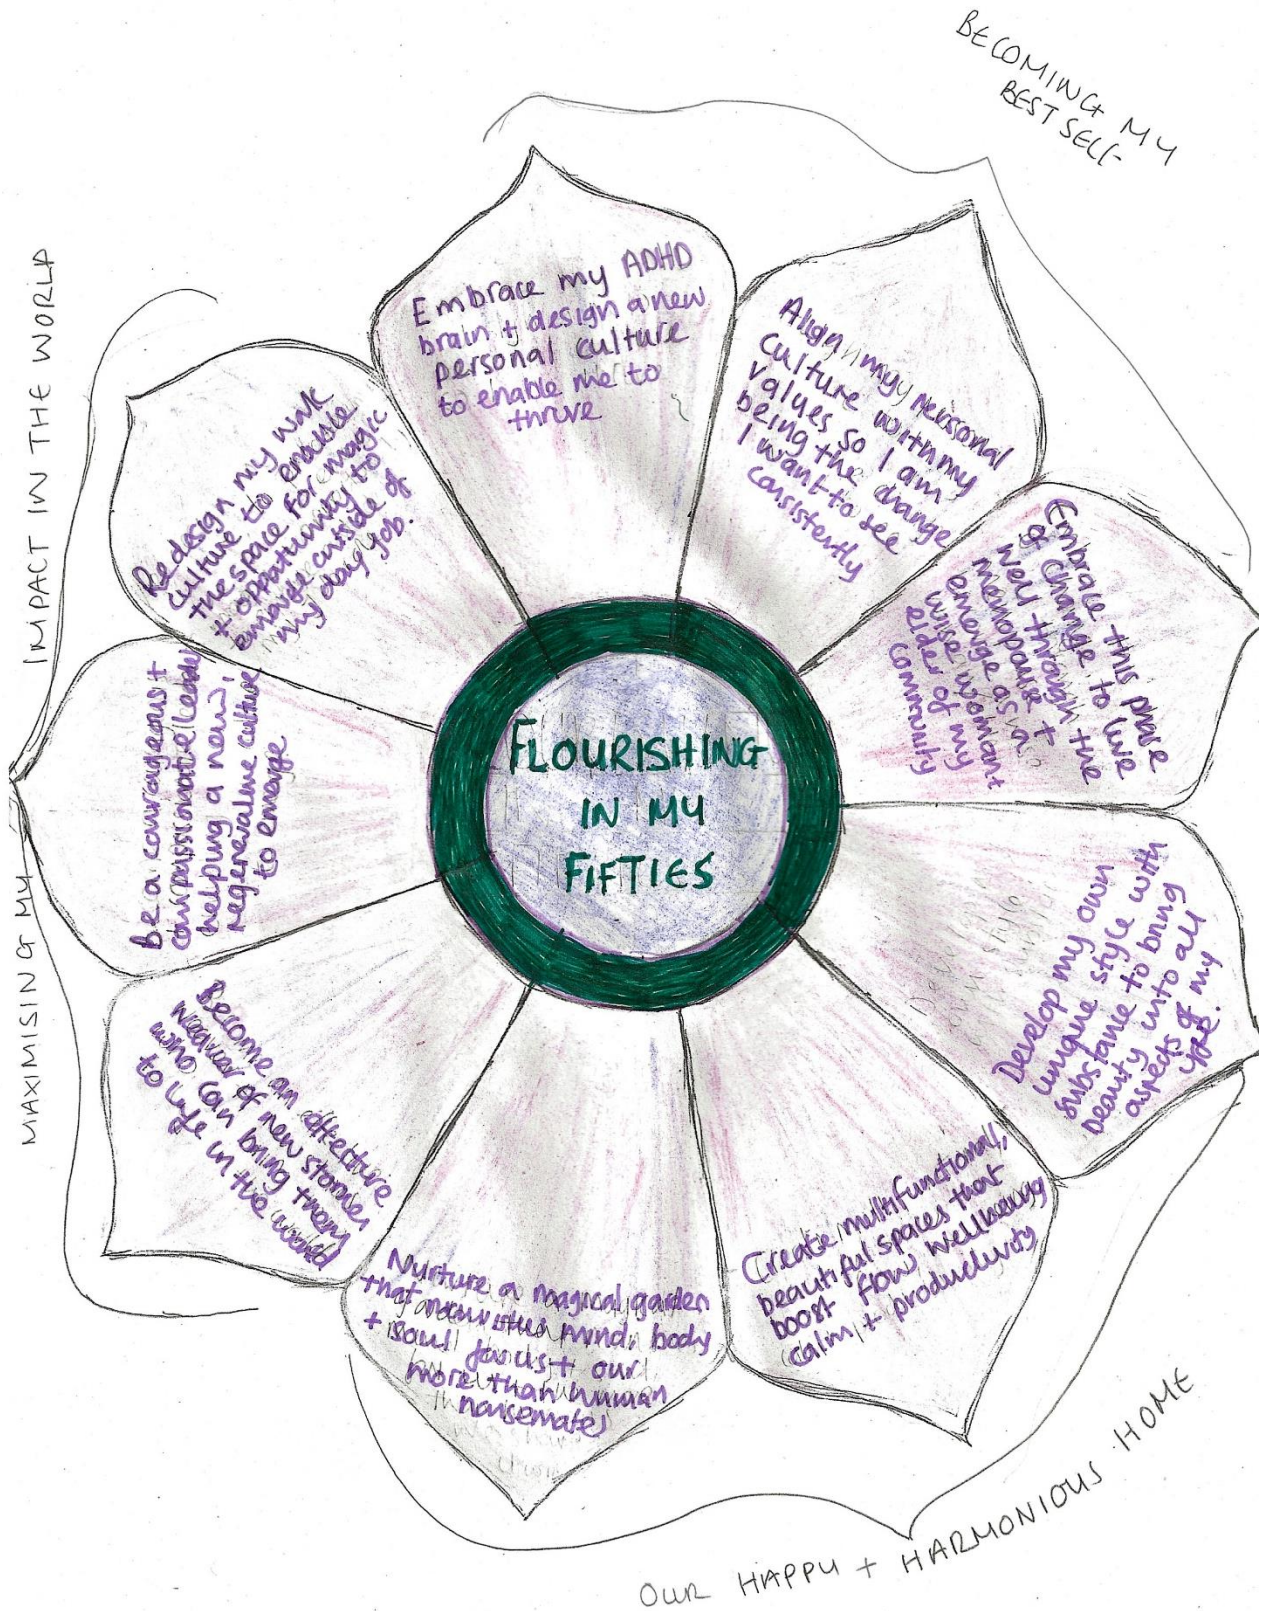 BECOMING MY
BEST SELF
Embrace my ADHD
brain + design a new
personal culture
to enable me to
thrive
Align my personal
culture with my
values so I am
being the change
I want to see
consistently
Embrace this phase
of change to live
well through the
menopause +
emerge as a
wise woman +
elder of my
community
Develop my own
unique style with
substance to bring
beauty into all
aspects of my
life.
Create multifunctional,
beautiful spaces that
boost flow, wellbeing
calm + productivity
OUR HAPPY + HARMONIOUS HOME
Nurture a magical garden
that nourishes mind, body
+ soul for us + our
more than human
housemates
Become an effective
weaver of new stories
who can bring them
to life in the world
Be a courageous +
compassionate leader
helping a new,
regenerative culture
to emerge
Redesign my work
culture to enable
the space for magic
+ opportunity to
emerge outside of
my day job.
MAXIMISING MY IMPACT IN THE WORLD
FLOURISHING
IN MY
FIFTIES